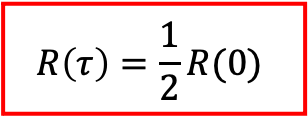 R(τ) = 1/2 R(0)